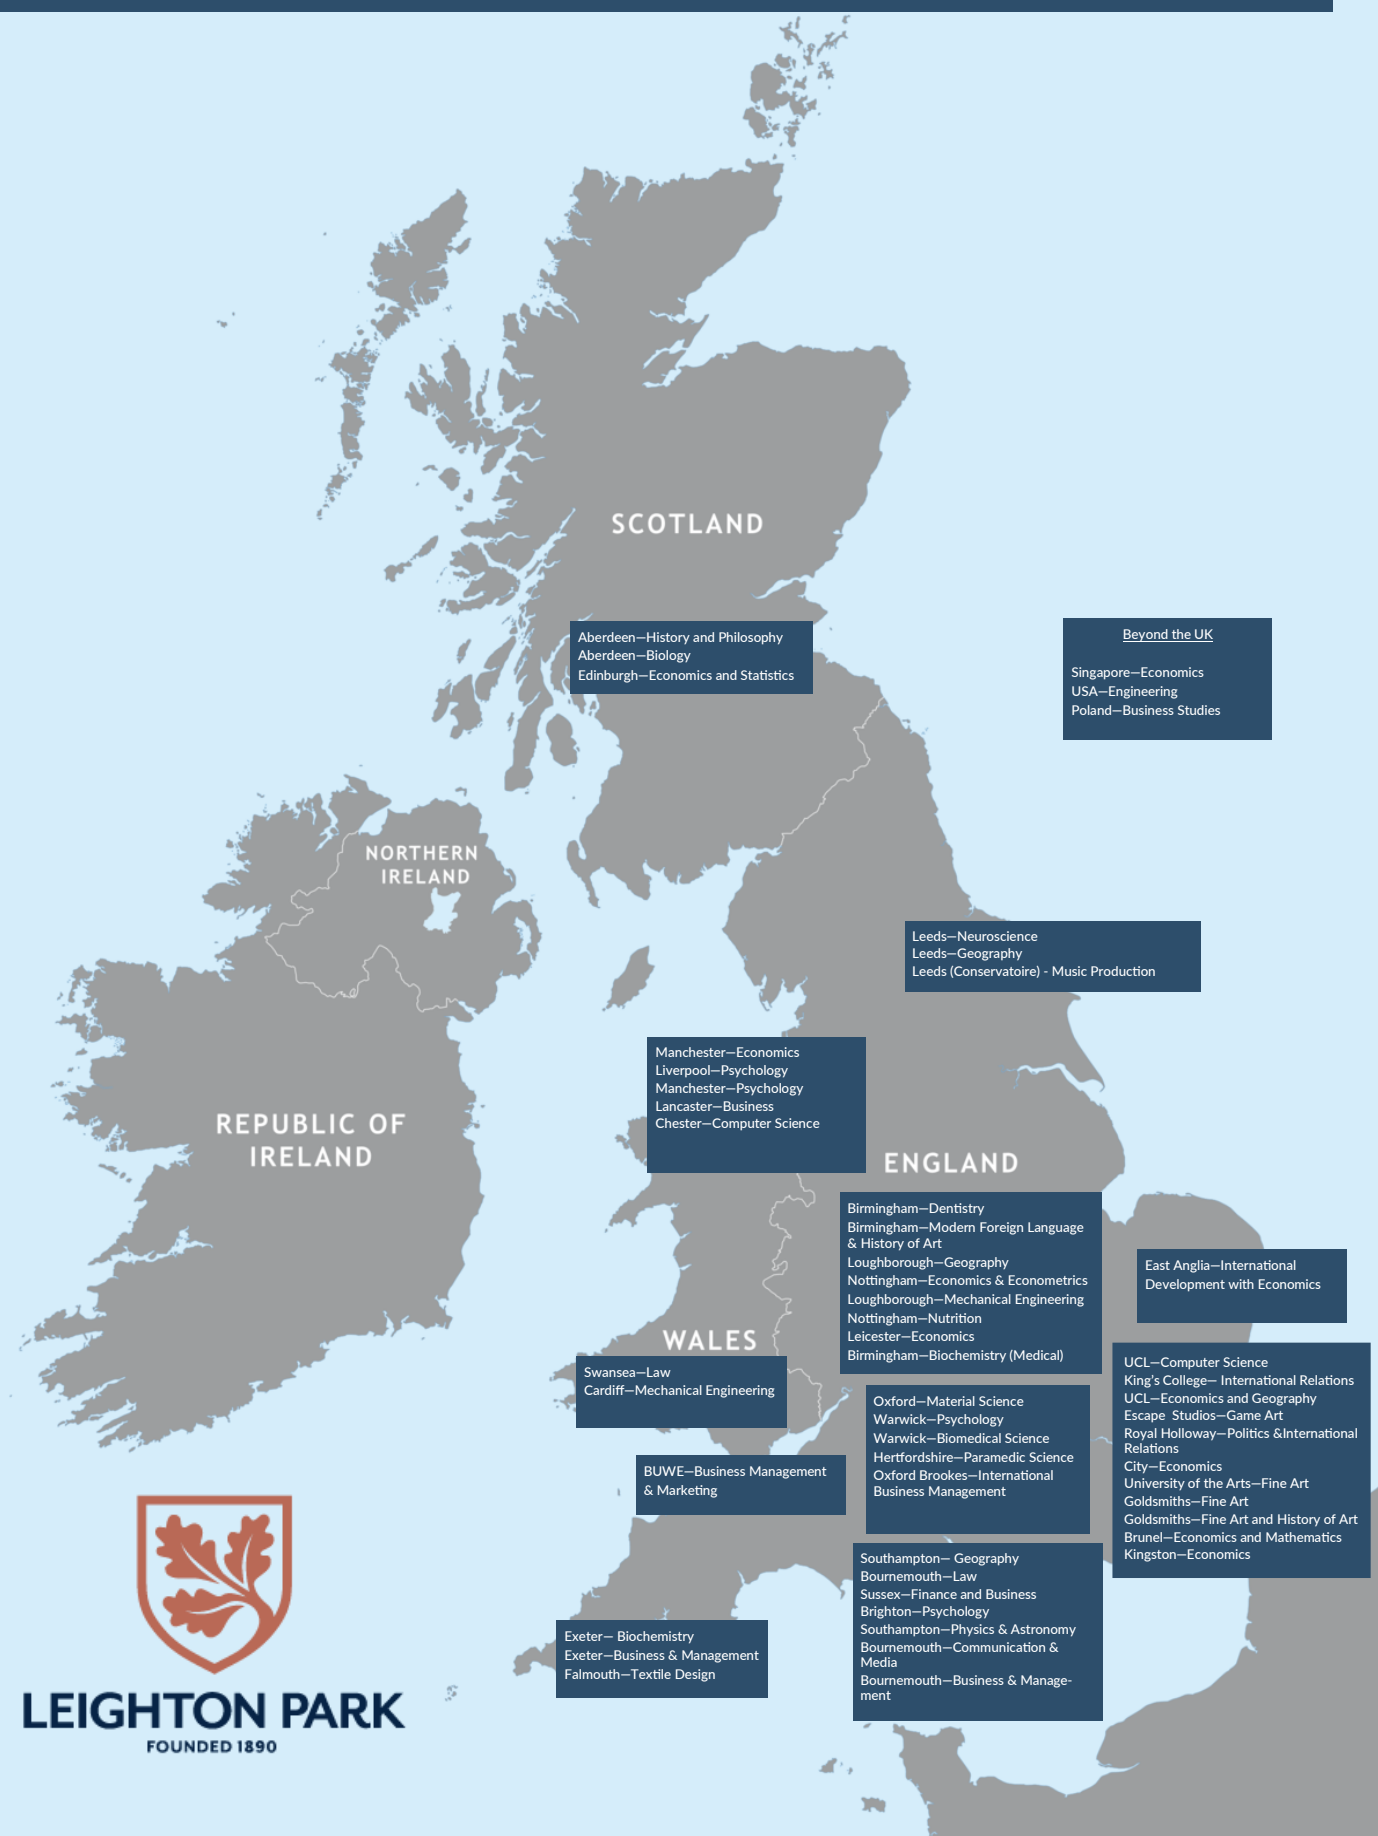 SCOTLAND
Aberdeen—History and Philosophy
Aberdeen—Biology
Edinburgh—Economics and Statistics
Beyond the UK
Singapore—Economics
USA—Engineering
Poland—Business Studies
NORTHERN
IRELAND
Leeds—Neuroscience
Leeds—Geography
Leeds (Conservatoire) - Music Production
Manchester—Economics
Liverpool—Psychology
Manchester—Psychology
Lancaster—Business
Chester—Computer Science
REPUBLIC OF
IRELAND
ENGLAND
Birmingham—Dentistry
Birmingham—Modern Foreign Language
& History of Art
Loughborough—Geography
Nottingham—Economics & Econometrics
Loughborough—Mechanical Engineering
Nottingham—Nutrition
Leicester—Economics
Birmingham—Biochemistry (Medical)
East Anglia—International
Development with Economics
WALES
Swansea—Law
Cardiff—Mechanical Engineering
UCL—Computer Science
King's College— International Relations
UCL—Economics and Geography
Escape  Studios—Game Art
Royal Holloway—Politics &International
Relations
City—Economics
University of the Arts—Fine Art
Goldsmiths—Fine Art
Goldsmiths—Fine Art and History of Art
Brunel—Economics and Mathematics
Kingston—Economics
Oxford—Material Science
Warwick—Psychology
Warwick—Biomedical Science
Hertfordshire—Paramedic Science
Oxford Brookes—International
Business Management
BUWE—Business Management
& Marketing
Southampton— Geography
Bournemouth—Law
Sussex—Finance and Business
Brighton—Psychology
Southampton—Physics & Astronomy
Bournemouth—Communication &
Media
Bournemouth—Business & Manage-
ment
Exeter— Biochemistry
Exeter—Business & Management
Falmouth—Textile Design
LEIGHTON PARK
FOUNDED 1890